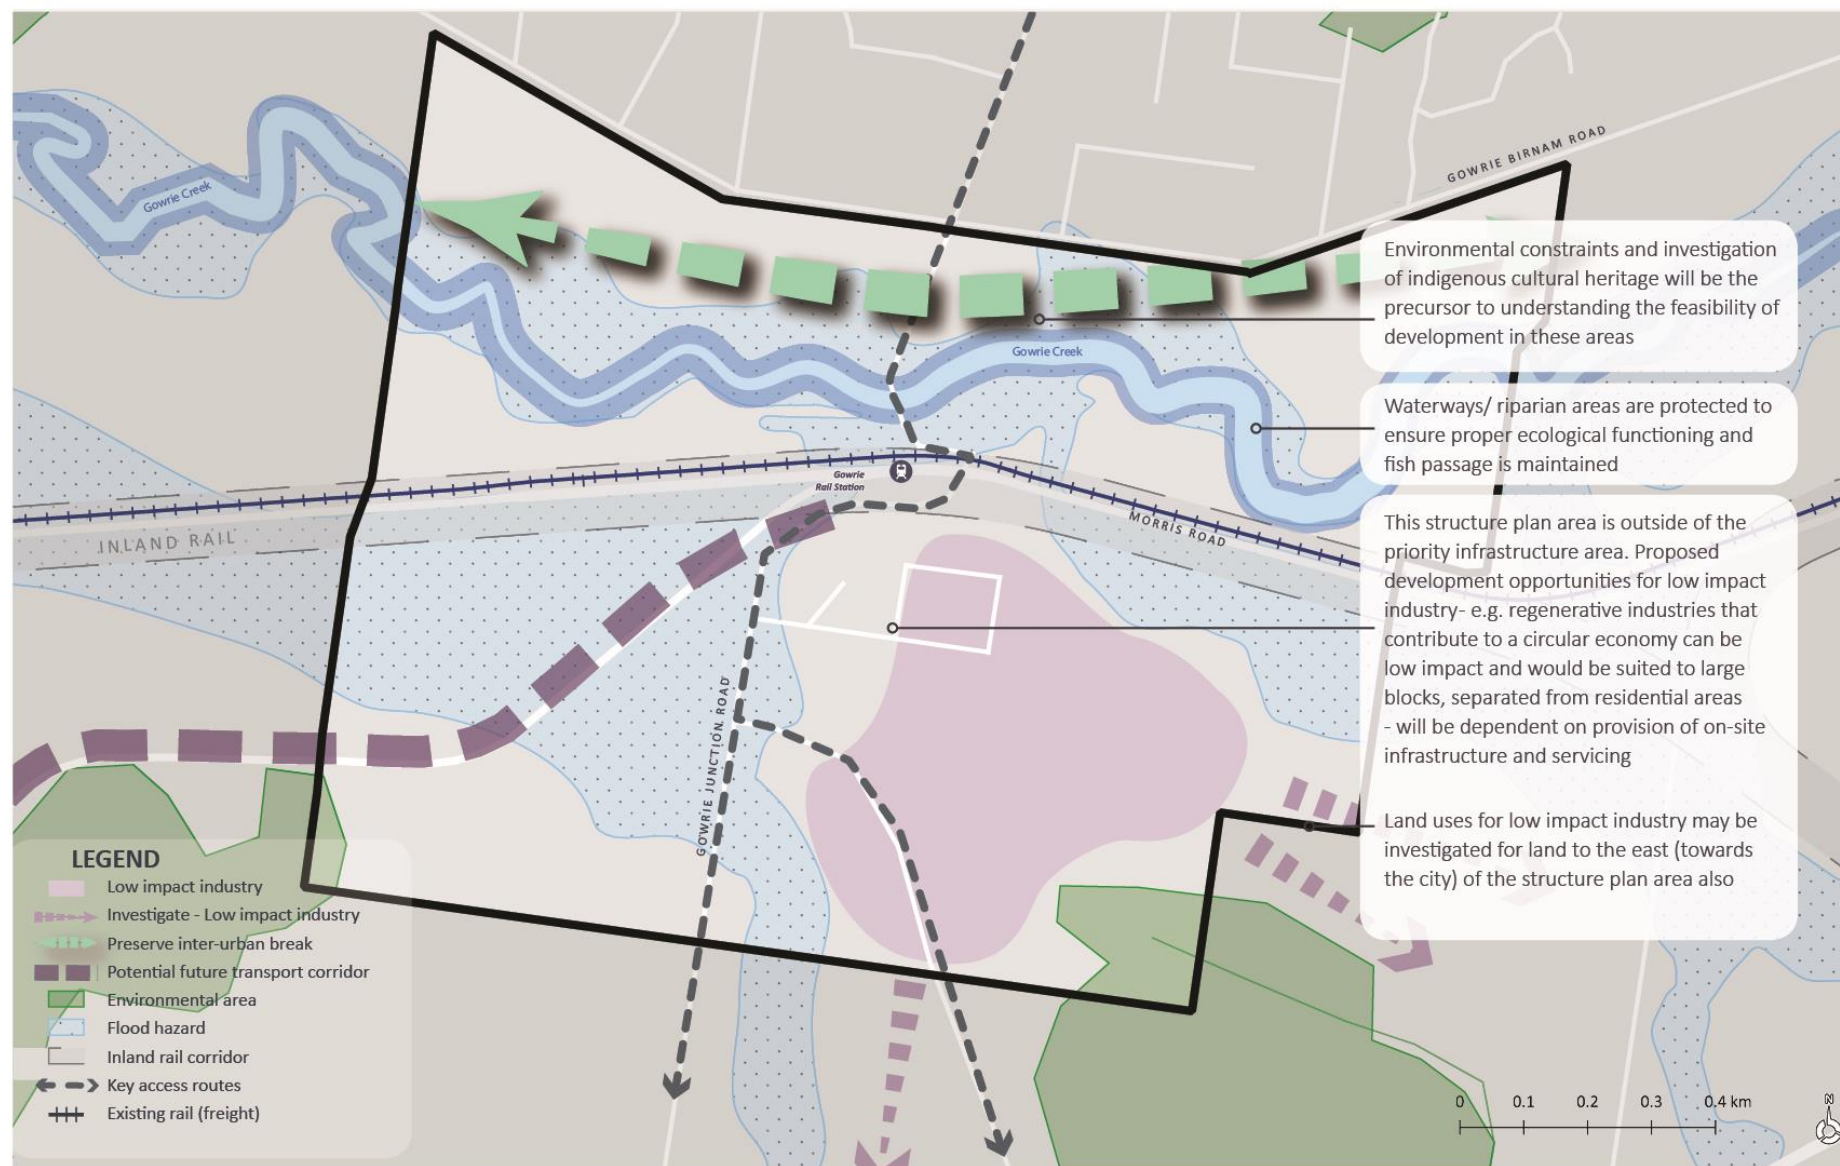 GOWRIE BIRNAM ROAD
Gowrie Creek
Environmental constraints and investigation
of indigenous cultural heritage will be the
precursor to understanding the feasibility of
development in these areas
Gowrie Creek
Waterways/ riparian areas are protected to
ensure proper ecological functioning and
fish passage is maintained
Gowrie
Rail Station
INLAND RAIL
MORRIS ROAD
This structure plan area is outside of the
priority infrastructure area. Proposed
development opportunities for low impact
industry- e.g. regenerative industries that
contribute to a circular economy can be
low impact and would be suited to large
blocks, separated from residential areas
- will be dependent on provision of on-site
infrastructure and servicing
GOWRIE JUNCTION ROAD
Land uses for low impact industry may be
investigated for land to the east (towards
the city) of the structure plan area also
LEGEND
Low impact industry
Investigate - Low impact industry
Preserve inter-urban break
Potential future transport corridor
Environmental area
Flood hazard
Inland rail corridor
Key access routes
Existing rail (freight)
0 0.1 0.2 0.3 0.4 km
N